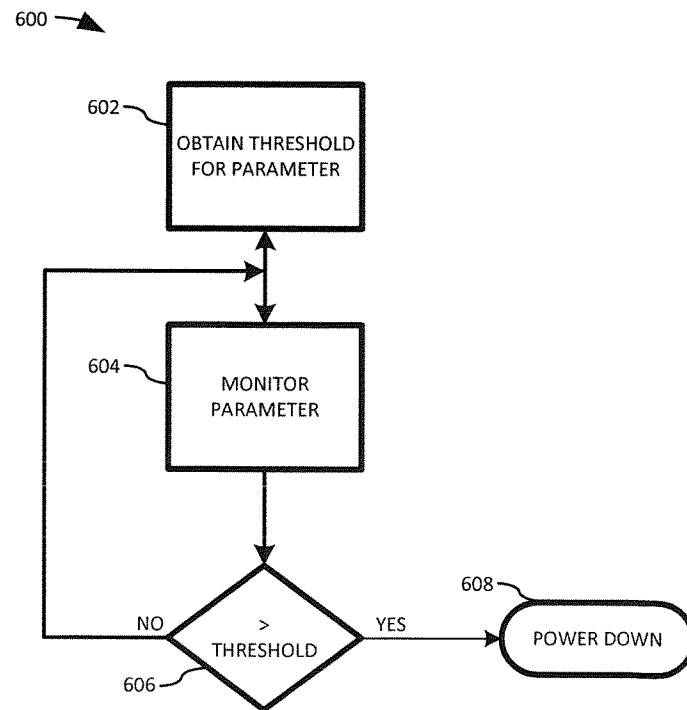 600
602
OBTAIN THRESHOLD
FOR PARAMETER
604
MONITOR
PARAMETER
NO
>
THRESHOLD
YES
606
608
POWER DOWN